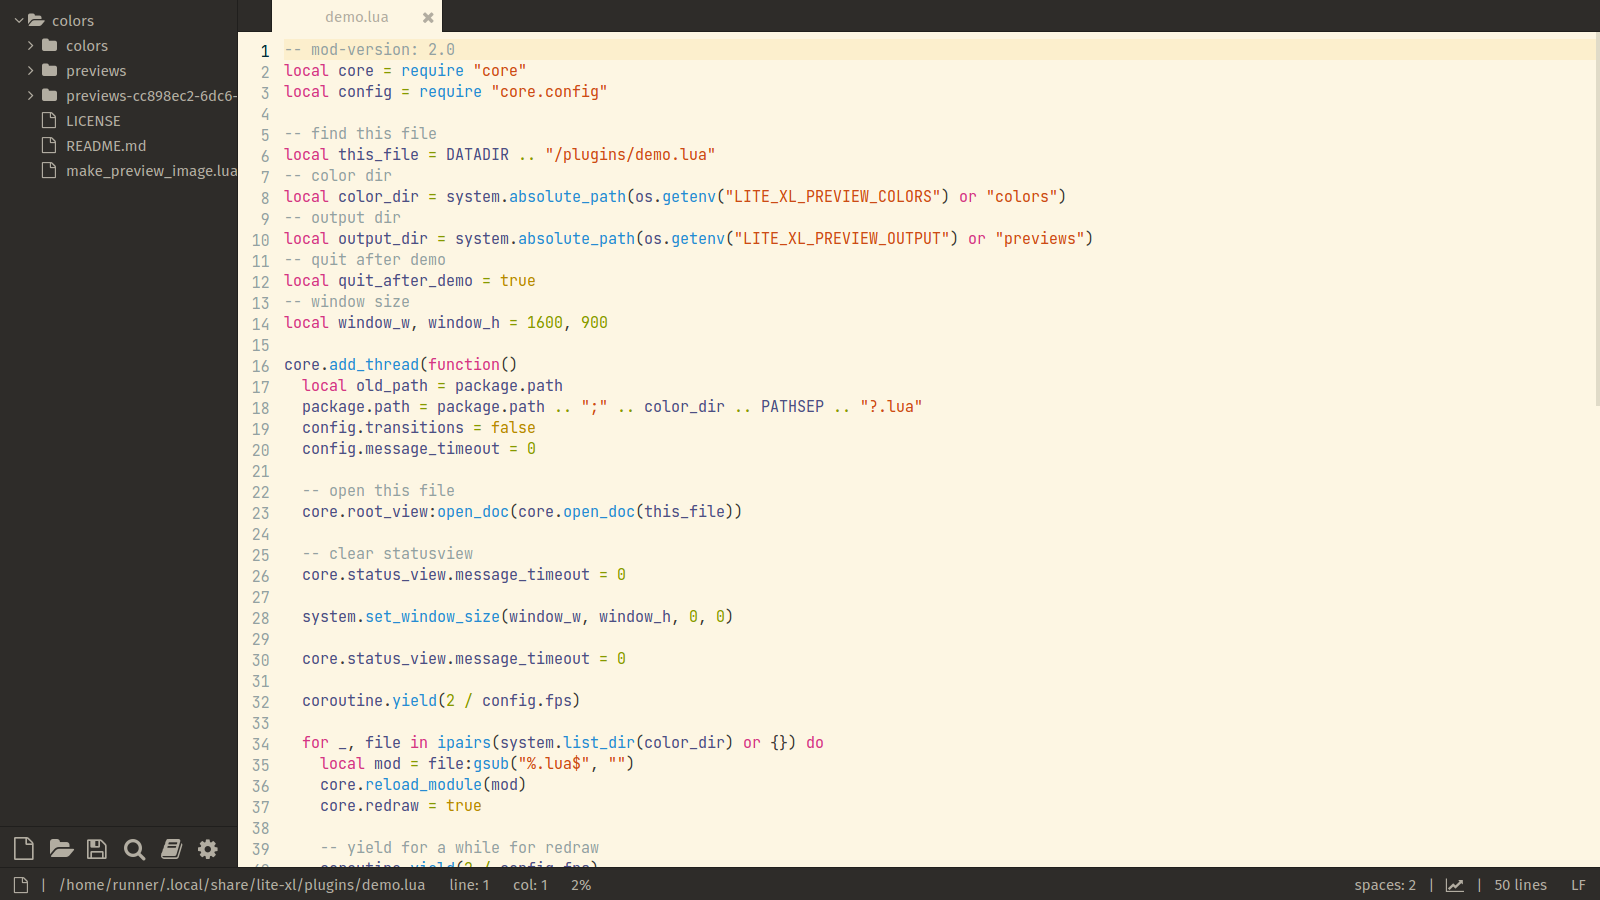 colors
colors
previews
previews-cc898ec2-6dc6-
LICENSE
README.md
make_preview_image.lua
demo.lua
1 -- mod-version: 2.0
2 local core = require "core"
3 local config = require "core.config"
4
5 -- find this file
6 local this_file = DATADIR .. "/plugins/demo.lua"
7 -- color dir
8 local color_dir = system.absolute_path(os.getenv("LITE_XL_PREVIEW_COLORS") or "colors")
9 -- output dir
10 local output_dir = system.absolute_path(os.getenv("LITE_XL_PREVIEW_OUTPUT") or "previews")
11 -- quit after demo
12 local quit_after_demo = true
13 -- window size
14 local window_w, window_h = 1600, 900
15
16 core.add_thread(function()
17   local old_path = package.path
18   package.path = package.path .. ";" .. color_dir .. PATHSEP .. "?.lua"
19   config.transitions = false
20   config.message_timeout = 0
21
22   -- open this file
23   core.root_view:open_doc(core.open_doc(this_file))
24
25   -- clear statusview
26   core.status_view.message_timeout = 0
27
28   system.set_window_size(window_w, window_h, 0, 0)
29
30   core.status_view.message_timeout = 0
31
32   coroutine.yield(2 / config.fps)
33
34   for _, file in ipairs(system.list_dir(color_dir) or {}) do
35     local mod = file:gsub("%.lua$", "")
36     core.reload_module(mod)
37     core.redraw = true
38
39     -- yield for a while for redraw
40     coroutine.yield(2 / config.fps)
/home/runner/.local/share/lite-xl/plugins/demo.lua line: 1 col: 1 2% spaces: 2 | | 50 lines LF